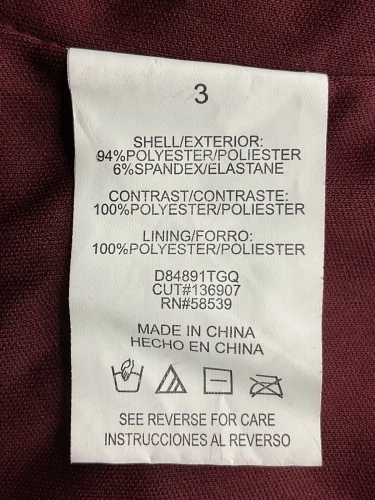 3
SHELL/EXTERIOR:
94%POLYESTER/POLIESTER
6%SPANDEX/ELASTANE
CONTRAST/CONTRASTE:
100%POLYESTER/POLIESTER
LINING/FORRO:
100%POLYESTER/POLIESTER
D84891TGQ
CUT#136907
RN#58539
MADE IN CHINA
HECHO EN CHINA
SEE REVERSE FOR CARE
INSTRUCCIONES AL REVERSO